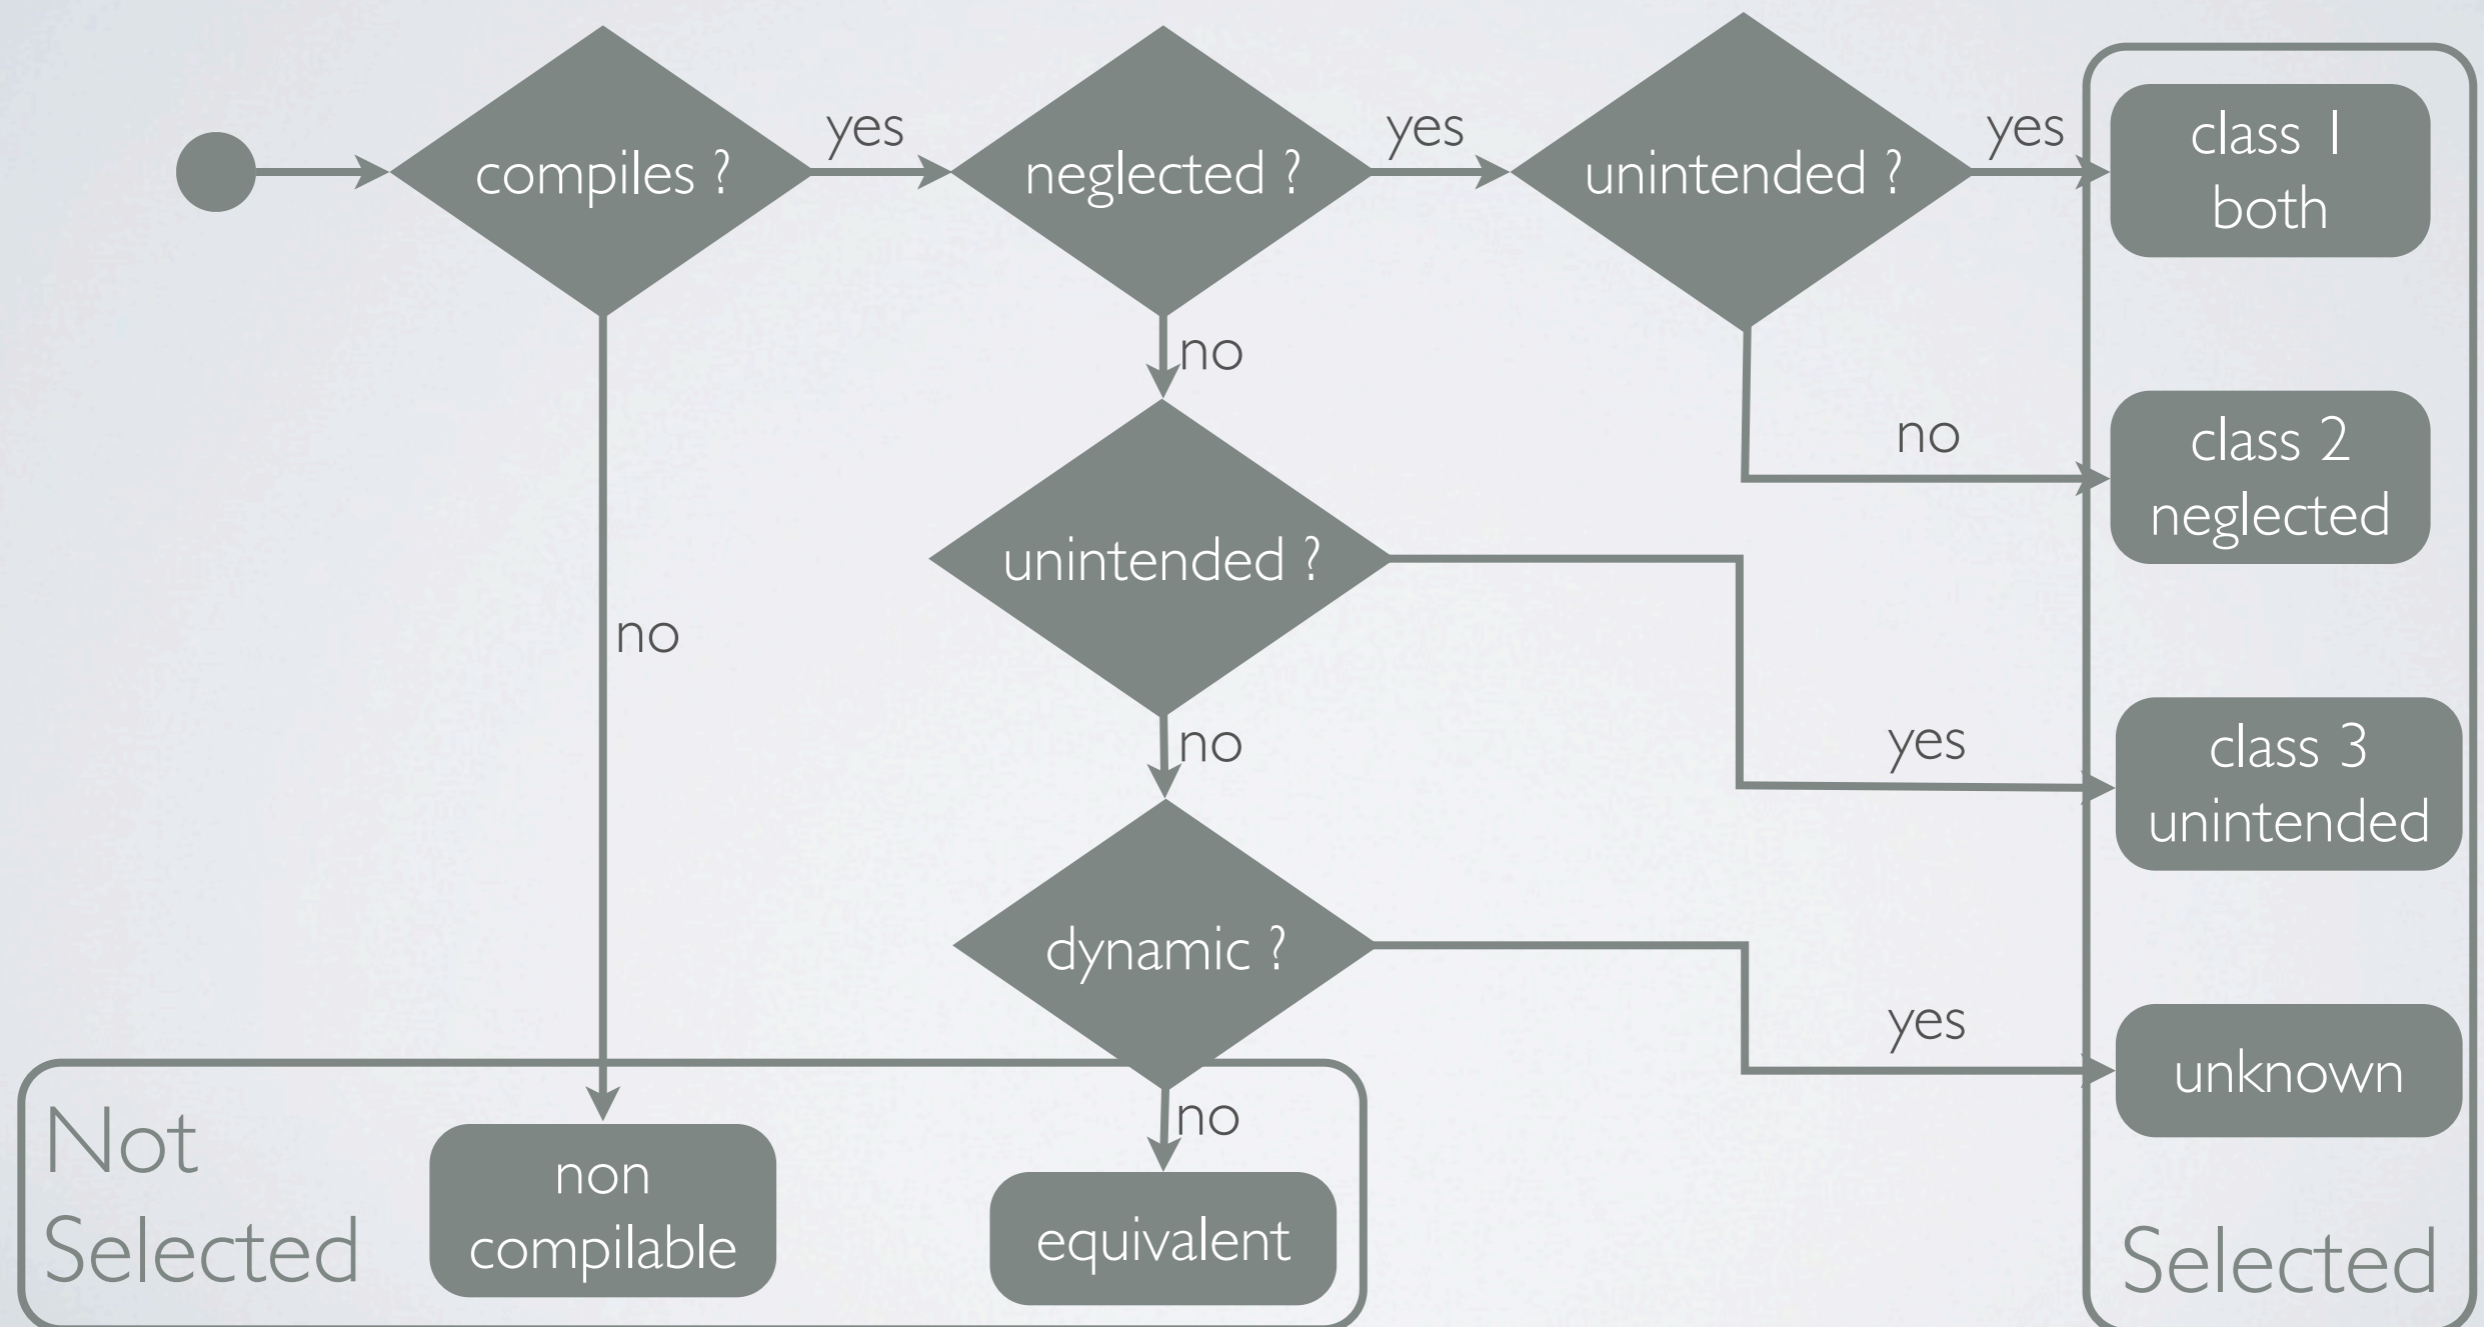 compiles ?
yes
neglected ?
yes
unintended ?
yes
class 1
both
no
no
class 2
neglected
unintended ?
no
no
yes
class 3
unintended
dynamic ?
yes
unknown
no
Not
Selected
non
compilable
equivalent
Selected